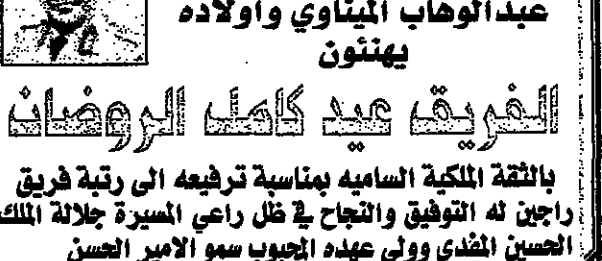 عبدالوهاب الميناوي واولاده
يهنئون
الفريق عيد كامل الروضان
بالثقة الملكية الساميه بمناسبة ترفيعه الى رتبة فريق
راجين له التوفيق والنجاح في ظل راعي المسيرة جلالة الملك
الحسين المفدى وولي عهده المحبوب سمو الامير الحسن